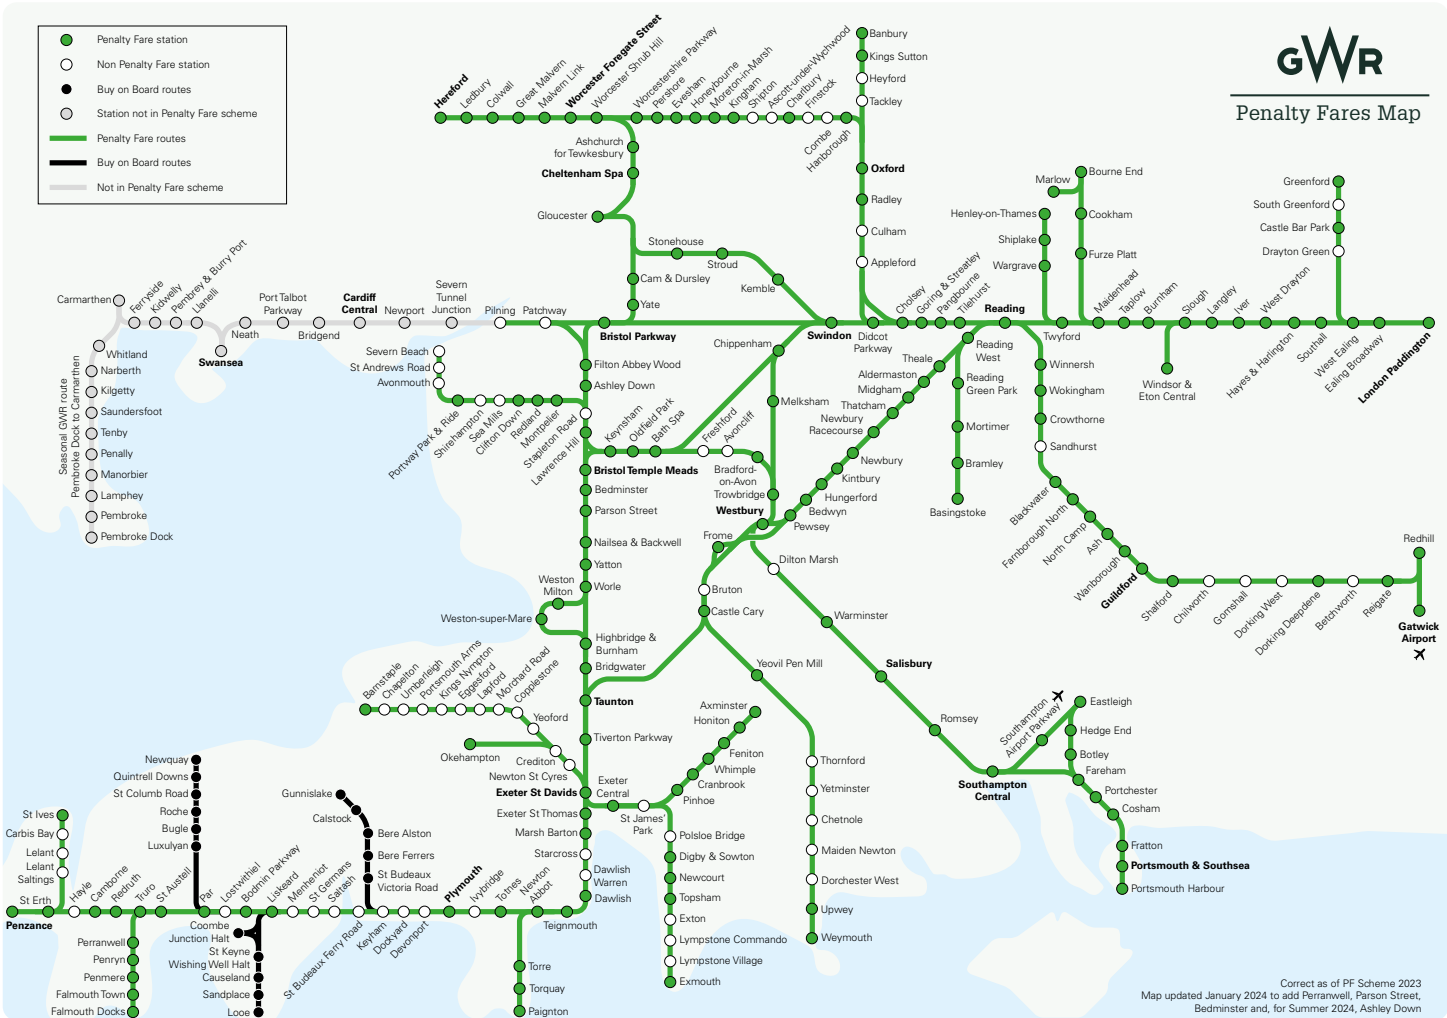 Penalty Fare station
Non Penalty Fare station
Buy on Board routes
Station not in Penalty Fare scheme
Penalty Fare routes
Buy on Board routes
Not in Penalty Fare scheme
GWR
Penalty Fares Map
Hereford
Ledbury
Colwall
Great Malvern
Malvern Link
Worcester Foregate Street
Worcester Shrub Hill
Worcestershire Parkway
Pershore
Evesham
Honeybourne
Moreton-in-Marsh
Kingham
Shipton
Ascott-under-Wychwood
Charlbury
Finstock
Combe
Hanborough
Banbury
Kings Sutton
Heyford
Tackley
Oxford
Radley
Culham
Appleford
Ashchurch
for Tewkesbury
Cheltenham Spa
Gloucester
Stonehouse
Stroud
Kemble
Cam & Dursley
Yate
Carmarthen
Ferryside
Kidwelly
Pembrey & Burry Port
Llanelli
Swansea
Neath
Port Talbot
Parkway
Bridgend
Cardiff
Central
Newport
Severn
Tunnel
Junction
Pilning
Patchway
Bristol Parkway
Swindon
Didcot
Parkway
Cholsey
Goring & Streatley
Pangbourne
Tilehurst
Reading
Twyford
Maidenhead
Taplow
Burnham
Slough
Langley
Iver
West Drayton
Hayes & Harlington
Southall
West Ealing
Ealing Broadway
London Paddington
Henley-on-Thames
Shiplake
Wargrave
Marlow
Bourne End
Cookham
Furze Platt
Windsor &
Eton Central
Greenford
South Greenford
Castle Bar Park
Drayton Green
Whitland
Narberth
Kilgetty
Saundersfoot
Tenby
Penally
Manorbier
Lamphey
Pembroke
Pembroke Dock
Seasonal GWR route
Pembroke Dock to Carmarthen
Severn Beach
St Andrews Road
Avonmouth
Portway Park & Ride
Shirehampton
Sea Mills
Clifton Down
Redland
Montpelier
Stapleton Road
Lawrence Hill
Filton Abbey Wood
Ashley Down
Keynsham
Oldfield Park
Bath Spa
Freshford
Avoncliff
Bradford-
on-Avon
Trowbridge
Chippenham
Melksham
Westbury
Bristol Temple Meads
Bedminster
Parson Street
Nailsea & Backwell
Yatton
Worle
Weston
Milton
Weston-super-Mare
Highbridge &
Burnham
Bridgwater
Taunton
Tiverton Parkway
Reading
West
Theale
Aldermaston
Midgham
Thatcham
Newbury
Racecourse
Newbury
Kintbury
Hungerford
Bedwyn
Pewsey
Reading
Green Park
Mortimer
Bramley
Basingstoke
Winnersh
Wokingham
Crowthorne
Sandhurst
Blackwater
Farnborough North
North Camp
Ash
Wanborough
Guildford
Shalford
Chilworth
Gomshall
Dorking West
Dorking Deepdene
Betchworth
Reigate
Redhill
Gatwick
Airport
Frome
Bruton
Castle Cary
Yeovil Pen Mill
Thornford
Yetminster
Chetnole
Maiden Newton
Dorchester West
Upwey
Weymouth
Dilton Marsh
Warminster
Salisbury
Romsey
Southampton
Central
Southampton
Airport Parkway
Eastleigh
Hedge End
Botley
Fareham
Portchester
Cosham
Fratton
Portsmouth & Southsea
Portsmouth Harbour
Barnstaple
Chapelton
Umberleigh
Portsmouth Arms
Kings Nympton
Eggesford
Lapford
Morchard Road
Copplestone
Yeoford
Okehampton
Crediton
Newton St Cyres
Exeter St Davids
Exeter
Central
St James'
Park
Axminster
Honiton
Feniton
Whimple
Cranbrook
Pinhoe
Polsloe Bridge
Digby & Sowton
Newcourt
Topsham
Exton
Lympstone Commando
Lympstone Village
Exmouth
Exeter St Thomas
Marsh Barton
Starcross
Dawlish
Warren
Dawlish
Teignmouth
Newton
Abbot
Totnes
Ivybridge
Plymouth
Devonport
Dockyard
Keyham
St Budeaux Ferry Road
Saltash
St Germans
Menheniot
Liskeard
Bodmin Parkway
Lostwithiel
Par
St Austell
Truro
Redruth
Camborne
Hayle
St Erth
Penzance
St Ives
Carbis Bay
Lelant
Lelant
Saltings
Newquay
Quintrell Downs
St Columb Road
Roche
Bugle
Luxulyan
Gunnislake
Calstock
Bere Alston
Bere Ferrers
St Budeaux
Victoria Road
Perranwell
Penryn
Penmere
Falmouth Town
Falmouth Docks
Coombe
Junction Halt
St Keyne
Wishing Well Halt
Causeland
Sandplace
Looe
Torre
Torquay
Paignton
Correct as of PF Scheme 2023
Map updated January 2024 to add Perranwell, Parson Street,
Bedminster and, for Summer 2024, Ashley Down